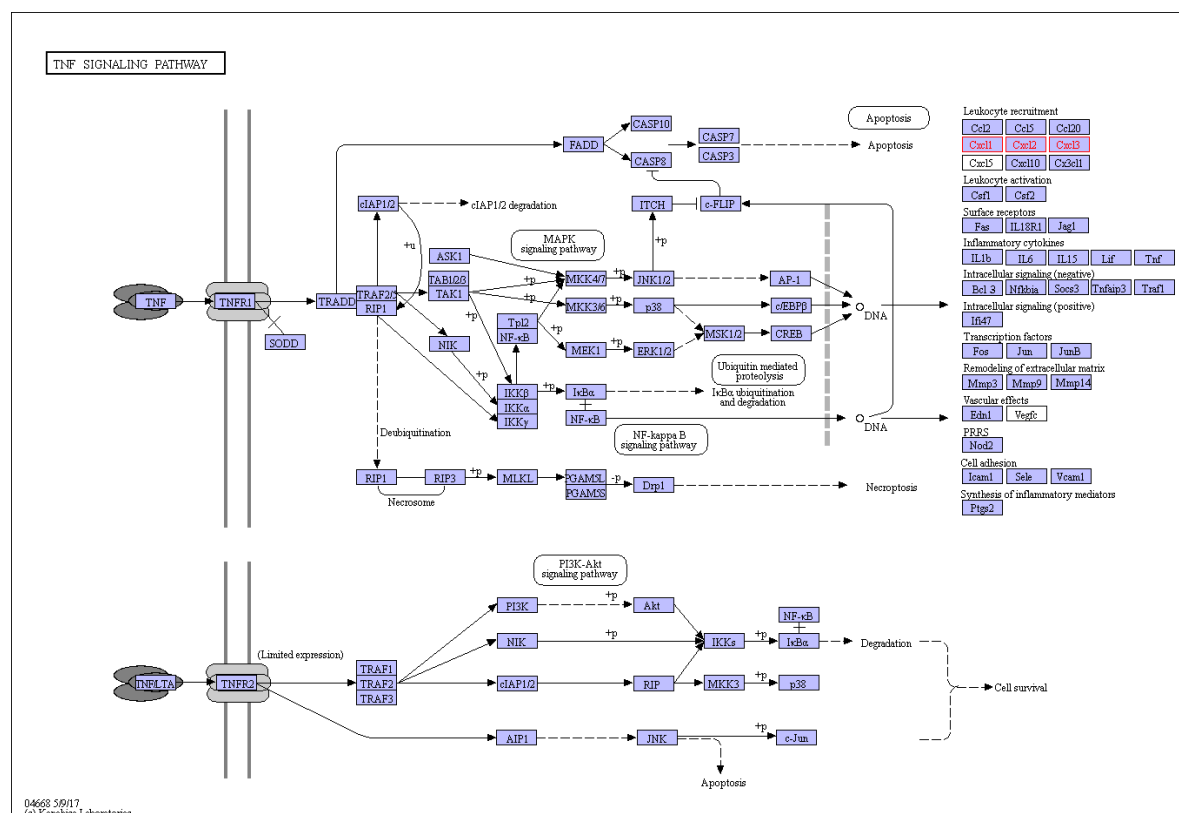 TNF SIGNALING PATHWAY
Apoptosis
Leukocyte recruitment
Ccl2 Ccl5 Ccl20
Cxcl1 Cxcl2 Cxcl3
Cxcl5 Cxcl10 Cx3cl1
Leukocyte activation
Csf1 Csf2
Surface receptors
Fas IL18R1 Jag1
Inflammatory cytokines
IL1b IL6 IL15 Lif Tnf
Intracellular signaling (negative)
Bcl3 Nfkbia Socs3 Tnfaip3 Traf1
Intracellular signaling (positive)
Ifi47
Transcription factors
Fos Jun JunB
Remodeling of extracellular matrix
Mmp3 Mmp9 Mmp14
Vascular effects
Edn1 Vegfc
PRRS
Nod2
Cell adhesion
Icam1 Sele Vcam1
Synthesis of inflammatory mediators
Ptgs2
CASP10
FADD
CASP7
CASP8
CASP3
Apoptosis
cIAP1/2
cIAP1/2 degradation
ITCH
c-FLIP
+u
+p
MAPK
signaling pathway
ASK1
TAB1/2/3
TAK1
MKK4/7
+p
JNK1/2
AP-1
TNF
TNFR1
TRADD
TRAF2/5
RIP1
+p
+p
MKK3/6
+p
p38
c/EBPβ
DNA
SODD
NIK
+p
Tpl2
NF-κB
+p
MEK1
+p
ERK1/2
MSK1/2
CREB
+p
Ubiquitin mediated
proteolysis
IKKβ
IKKα
IKKγ
+p
IκBα
IκBα ubiquitination
and degradation
NF-κB
DNA
NF-kappa B
signaling pathway
Deubiquitination
RIP1
RIP3
+p
MLKL
PGAM5L
PGAM5S
-p
Drp1
Necroptosis
Necrosome
PI3K-Akt
signaling pathway
PI3K
+p
Akt
NF-κB
NIK
+p
IKKs
+p
IκBα
Degradation
(Limited expression)
TNF/LTA
TNFR2
TRAF1
TRAF2
TRAF3
cIAP1/2
RIP
MKK3
+p
p38
Cell survival
AIP1
JNK
+p
c-Jun
Apoptosis
04668 5/9/17
(c) Kanehisa Laboratories